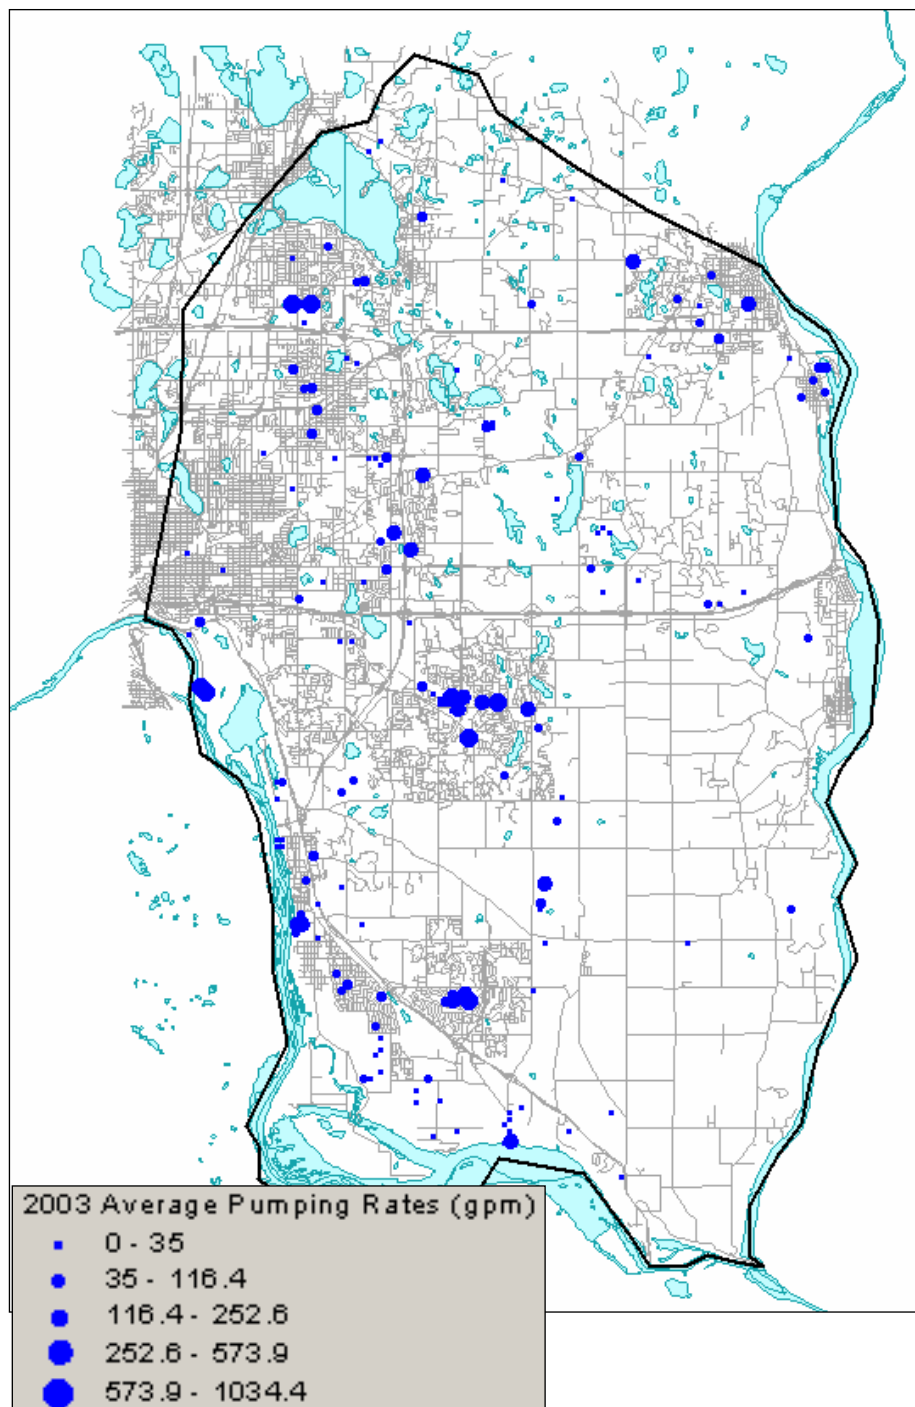 2003 Average Pumping Rates (gpm)
0 - 35
35 - 116.4
116.4 - 252.6
252.6 - 573.9
573.9 - 1034.4